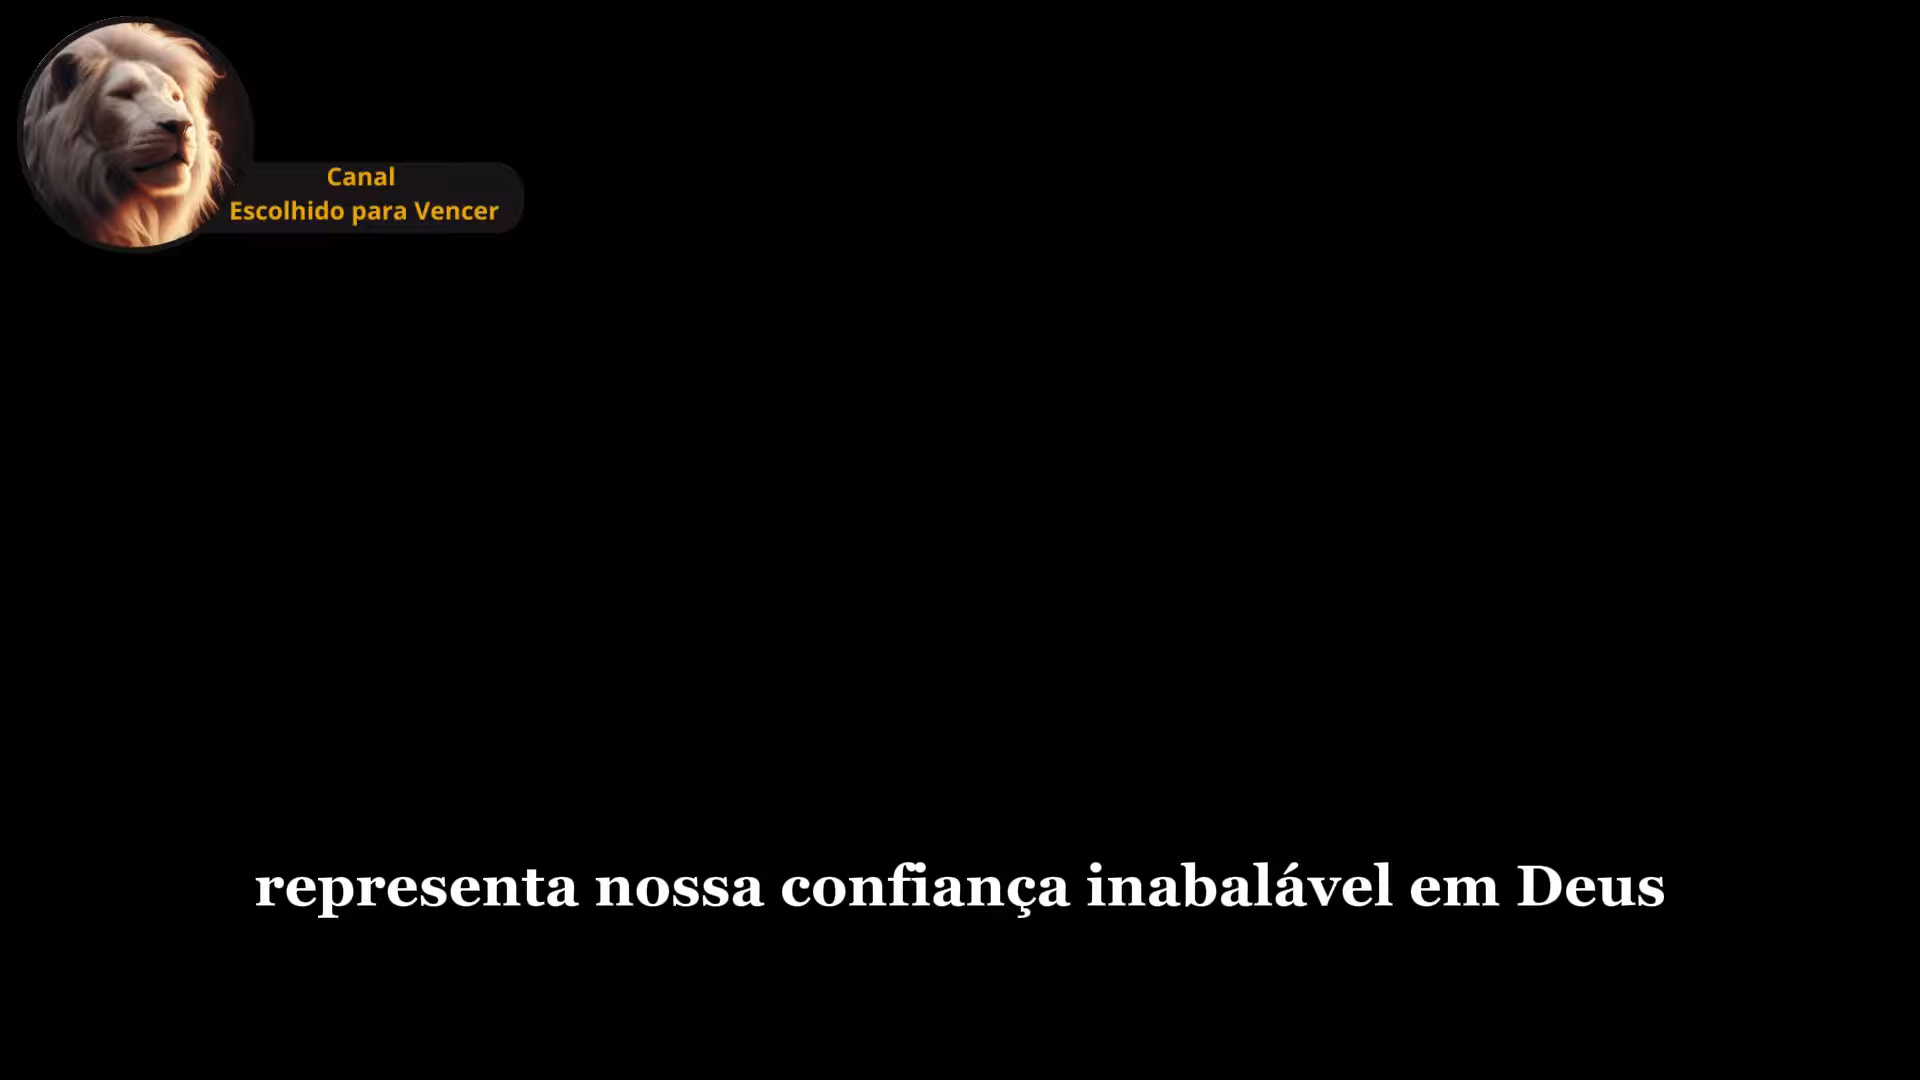 Canal
Escolhido para Vencer
representa nossa confiança inabalável em Deus